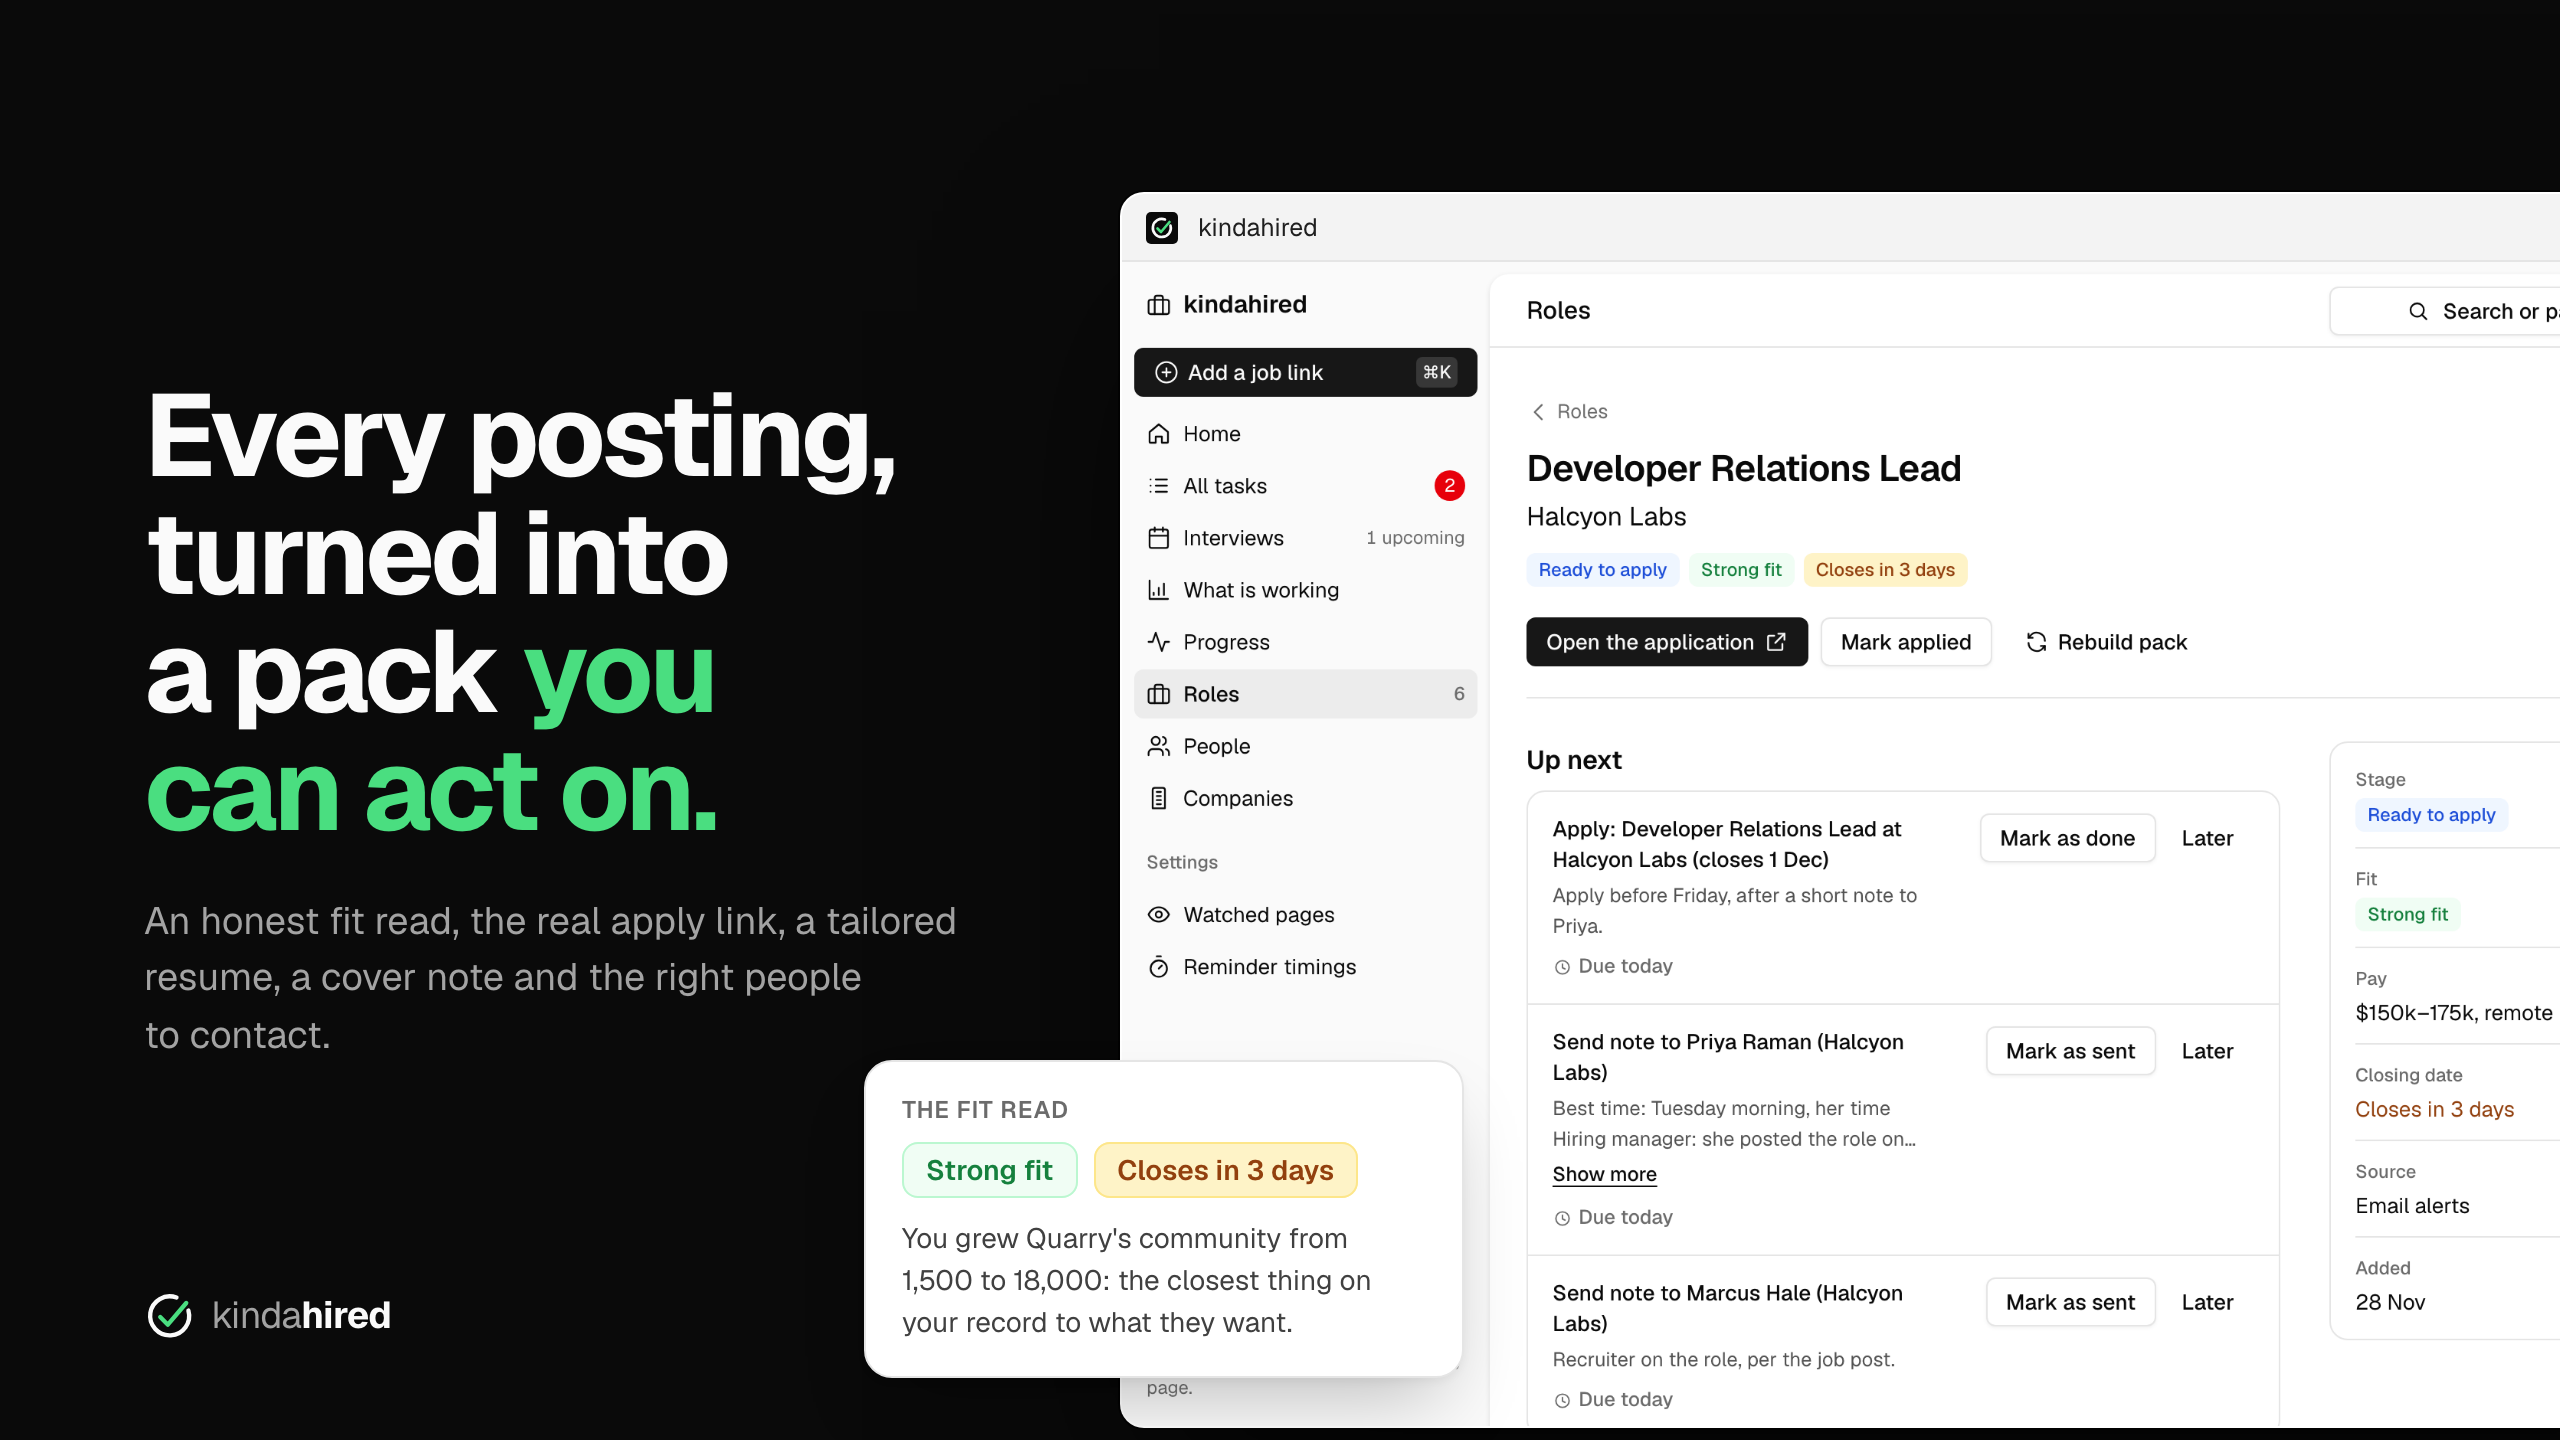 Every posting,
turned into
a pack you
can act on.
An honest fit read, the real apply link, a tailored
resume, a cover note and the right people
to contact.
kindahired
kindahired
kindahired
Add a job link
⌘K
Home
All tasks
2
Interviews
1 upcoming
What is working
Progress
Roles
6
People
Companies
Settings
Watched pages
Reminder timings
page.
THE FIT READ
Strong fit
Closes in 3 days
You grew Quarry's community from
1,500 to 18,000: the closest thing on
your record to what they want.
Roles
Search or
Roles
Developer Relations Lead
Halcyon Labs
Ready to apply
Strong fit
Closes in 3 days
Open the application
Mark applied
Rebuild pack
Up next
Apply: Developer Relations Lead at
Halcyon Labs (closes 1 Dec)
Apply before Friday, after a short note to
Priya.
Due today
Mark as done
Later
Send note to Priya Raman (Halcyon
Labs)
Best time: Tuesday morning, her time
Hiring manager: she posted the role on...
Show more
Due today
Mark as sent
Later
Send note to Marcus Hale (Halcyon
Labs)
Recruiter on the role, per the job post.
Due today
Mark as sent
Later
Stage
Ready to apply
Fit
Strong fit
Pay
$150k–175k, remote
Closing date
Closes in 3 days
Source
Email alerts
Added
28 Nov